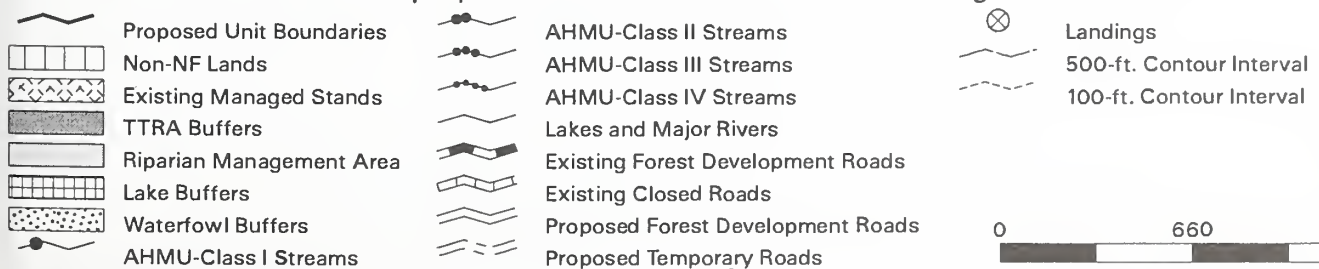 Proposed Unit Boundaries
Non-NF Lands
Existing Managed Stands
TTRA Buffers
Riparian Management Area
Lake Buffers
Waterfowl Buffers
AHMU-Class I Streams
AHMU-Class II Streams
AHMU-Class III Streams
AHMU-Class IV Streams
Lakes and Major Rivers
Existing Forest Development Roads
Existing Closed Roads
Proposed Forest Development Roads
Proposed Temporary Roads
Landings
500-ft. Contour Interval
100-ft. Contour Interval
0 660